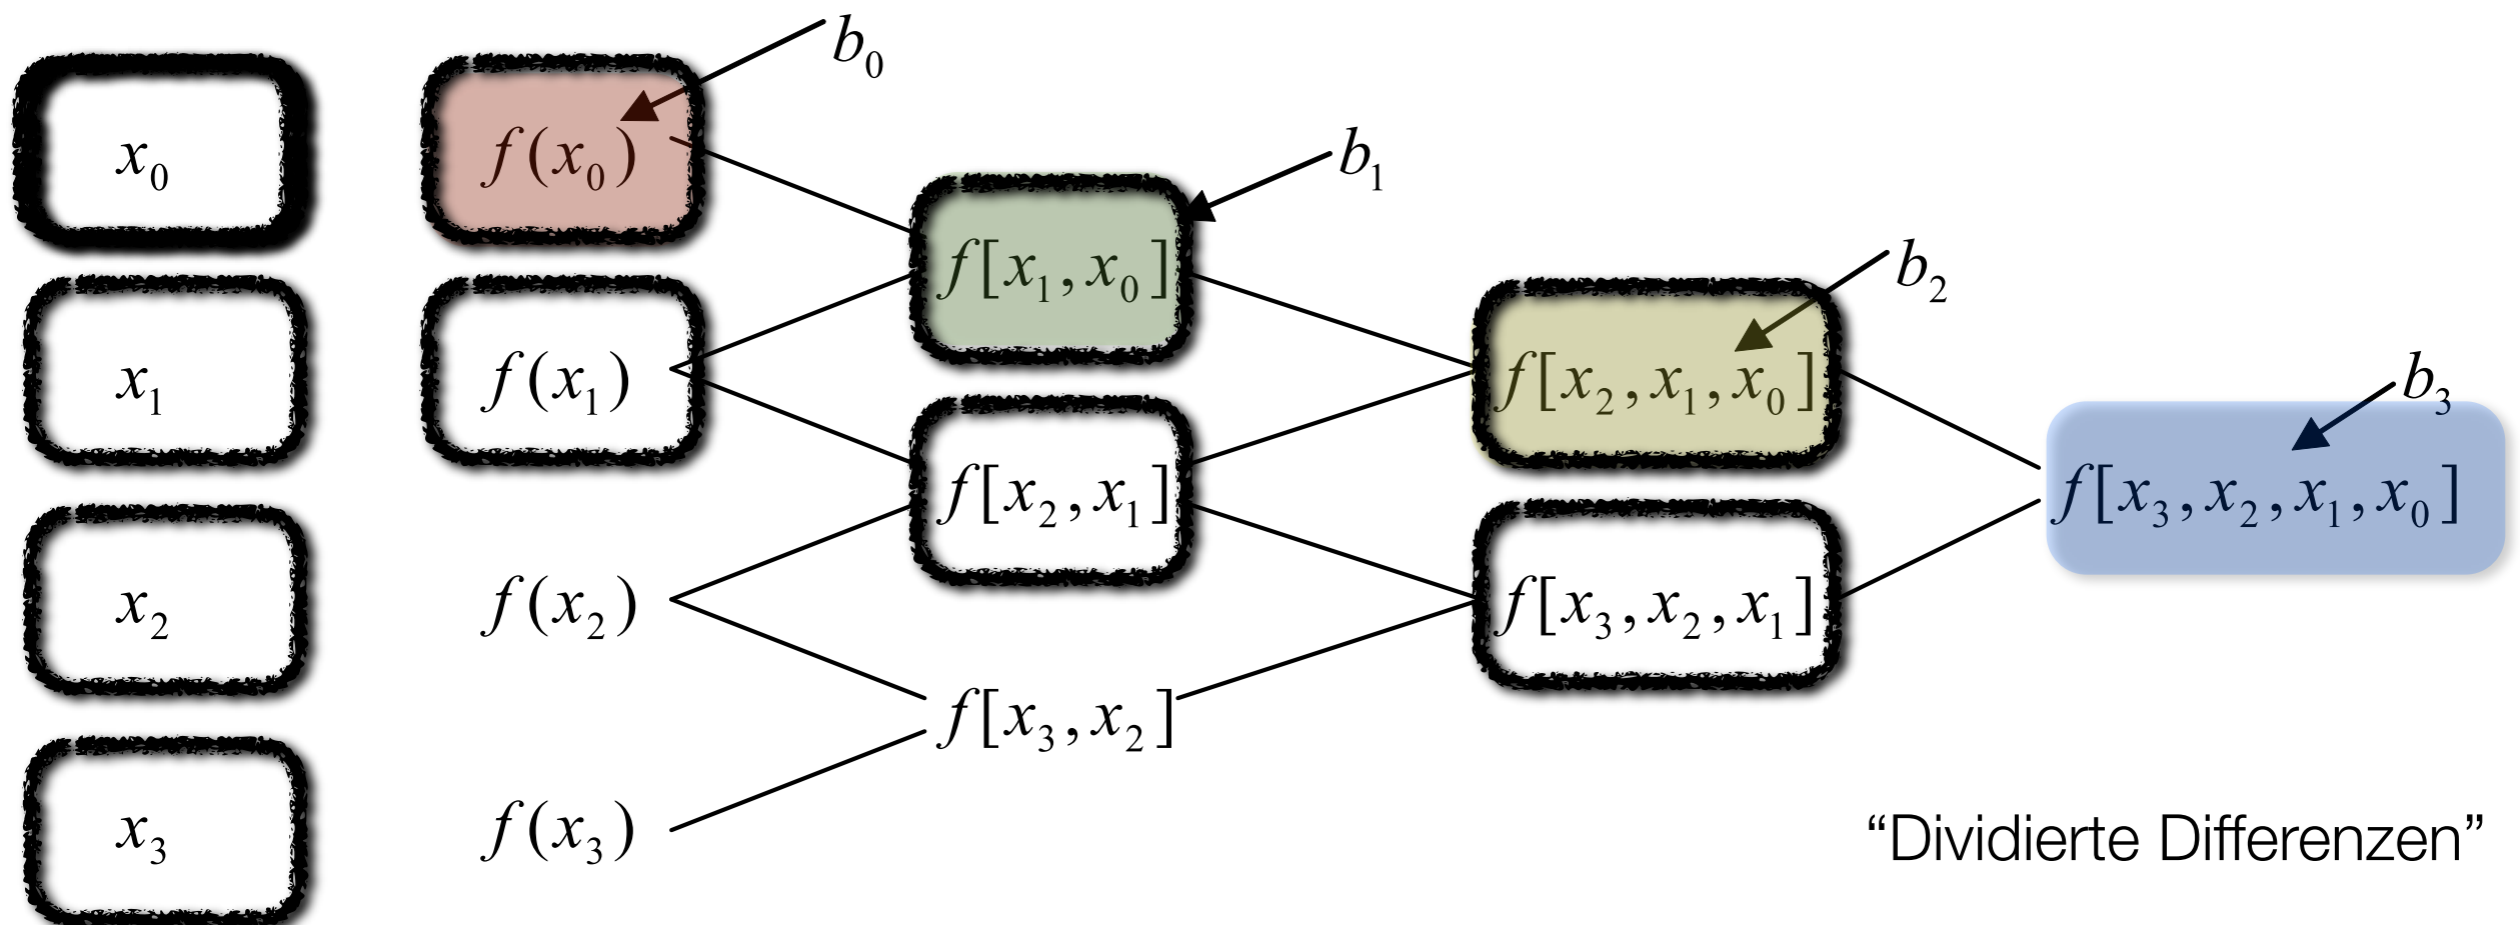 b₀
x₀ f(x₀)
b₁
f[x₁, x₀]
b₂
x₁ f(x₁) f[x₂, x₁, x₀]
b₃
f[x₂, x₁] f[x₃, x₂, x₁, x₀]
x₂ f(x₂) f[x₃, x₂, x₁]
f[x₃, x₂]
x₃ f(x₃) “Dividierte Differenzen”